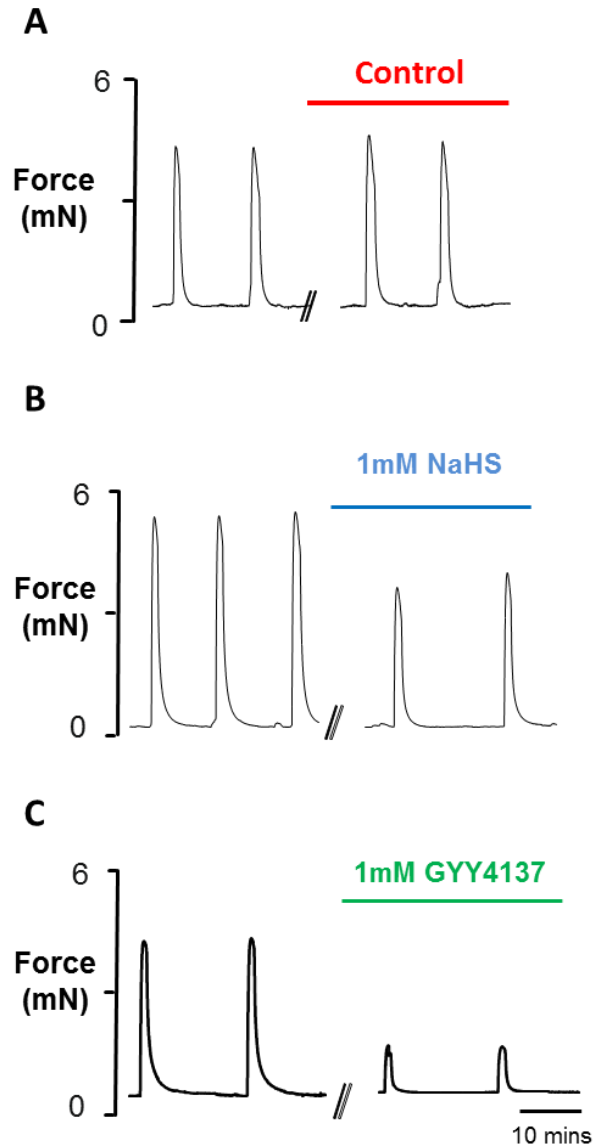 A
Control
6
Force
(mN)
0
B
1mM NaHS
6
Force
(mN)
0
C
1mM GYY4137
6
Force
(mN)
0
10 mins